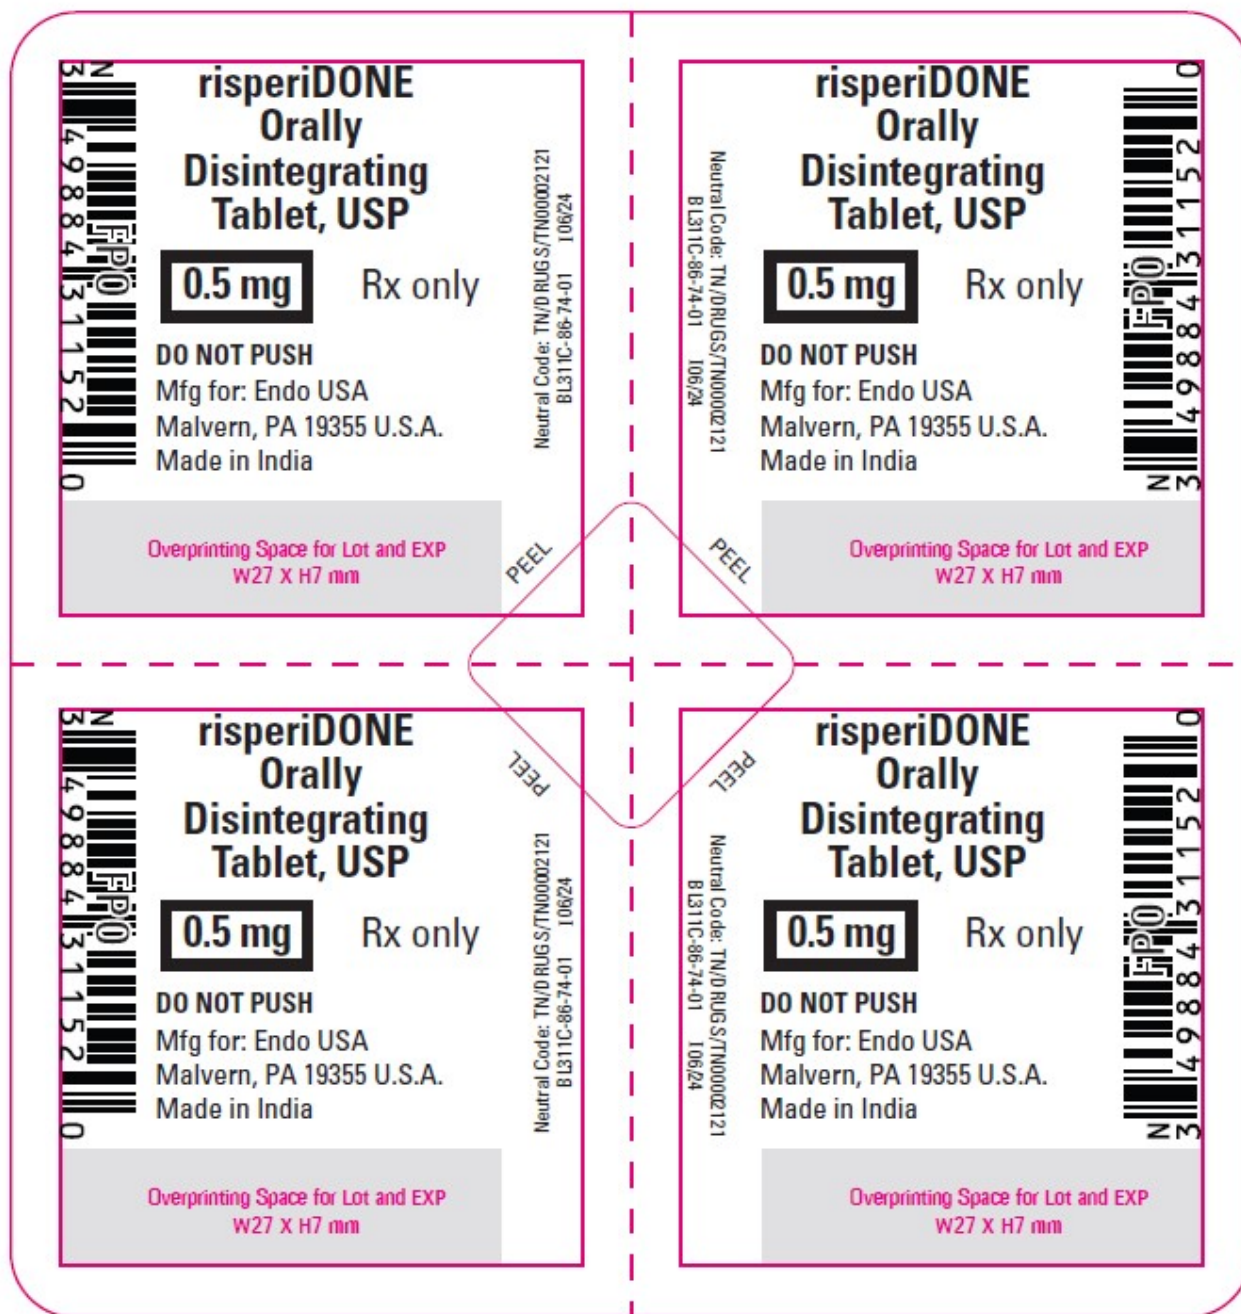 N
3 49884 31152 0
FPO
risperiDONE
Orally
Disintegrating
Tablet, USP
0.5 mg Rx only
DO NOT PUSH
Mfg for: Endo USA
Malvern, PA 19355 U.S.A.
Made in India
Neutral Code: TN/DRUGS/TN00002121
BL311C-86-74-01 I06/24
Overprinting Space for Lot and EXP
W27 X H7 mm
PEEL
risperiDONE
Orally
Disintegrating
Tablet, USP
0.5 mg Rx only
DO NOT PUSH
Mfg for: Endo USA
Malvern, PA 19355 U.S.A.
Made in India
Neutral Code: TN/DRUGS/TN00002121
BL311C-86-74-01 I06/24
N
3 49884 31152 0
FPO
Overprinting Space for Lot and EXP
W27 X H7 mm
PEEL
N
3 49884 31152 0
FPO
risperiDONE
Orally
Disintegrating
Tablet, USP
0.5 mg Rx only
DO NOT PUSH
Mfg for: Endo USA
Malvern, PA 19355 U.S.A.
Made in India
PEEL
Neutral Code: TN/DRUGS/TN00002121
BL311C-86-74-01 I06/24
Overprinting Space for Lot and EXP
W27 X H7 mm
PEEL
risperiDONE
Orally
Disintegrating
Tablet, USP
0.5 mg Rx only
DO NOT PUSH
Mfg for: Endo USA
Malvern, PA 19355 U.S.A.
Made in India
Neutral Code: TN/DRUGS/TN00002121
BL311C-86-74-01 I06/24
N
3 49884 31152 0
FPO
Overprinting Space for Lot and EXP
W27 X H7 mm